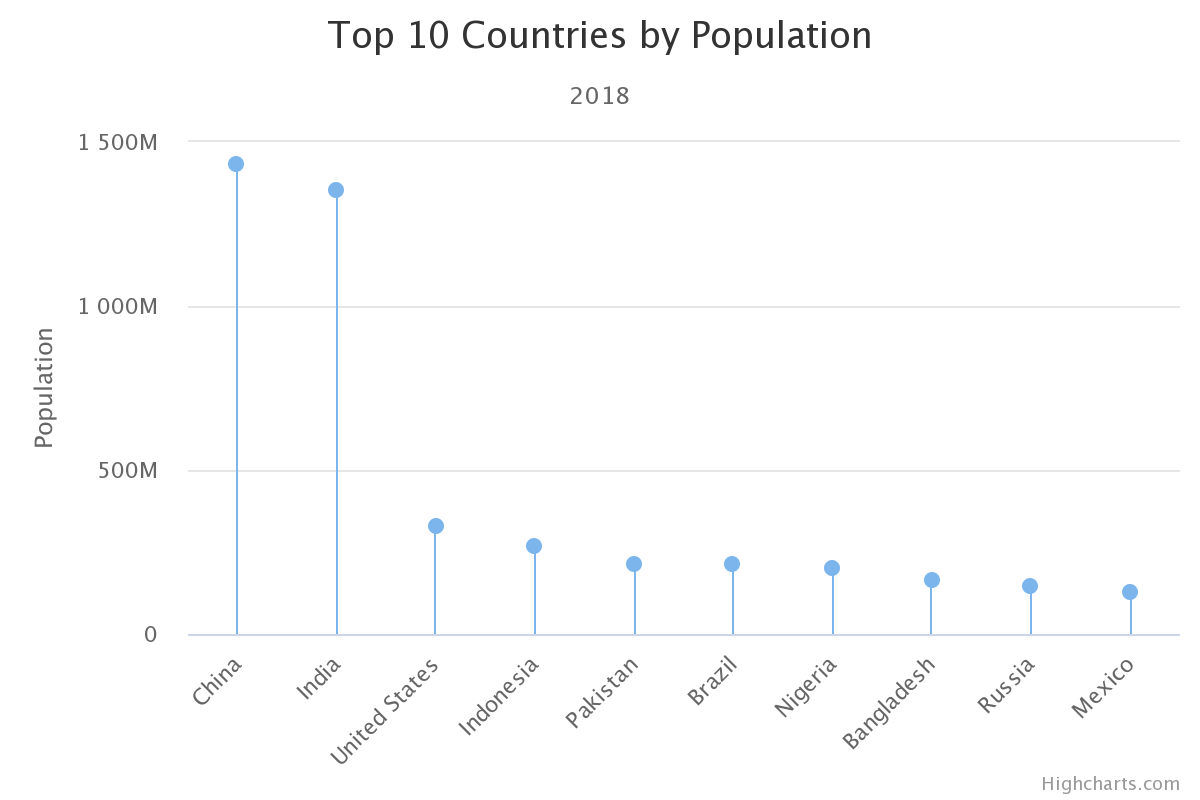 Top 10 Countries by Population
2018
Population
1 500M
1 000M
500M
0
China
India
United States
Indonesia
Pakistan
Brazil
Nigeria
Bangladesh
Russia
Mexico
Highcharts.com